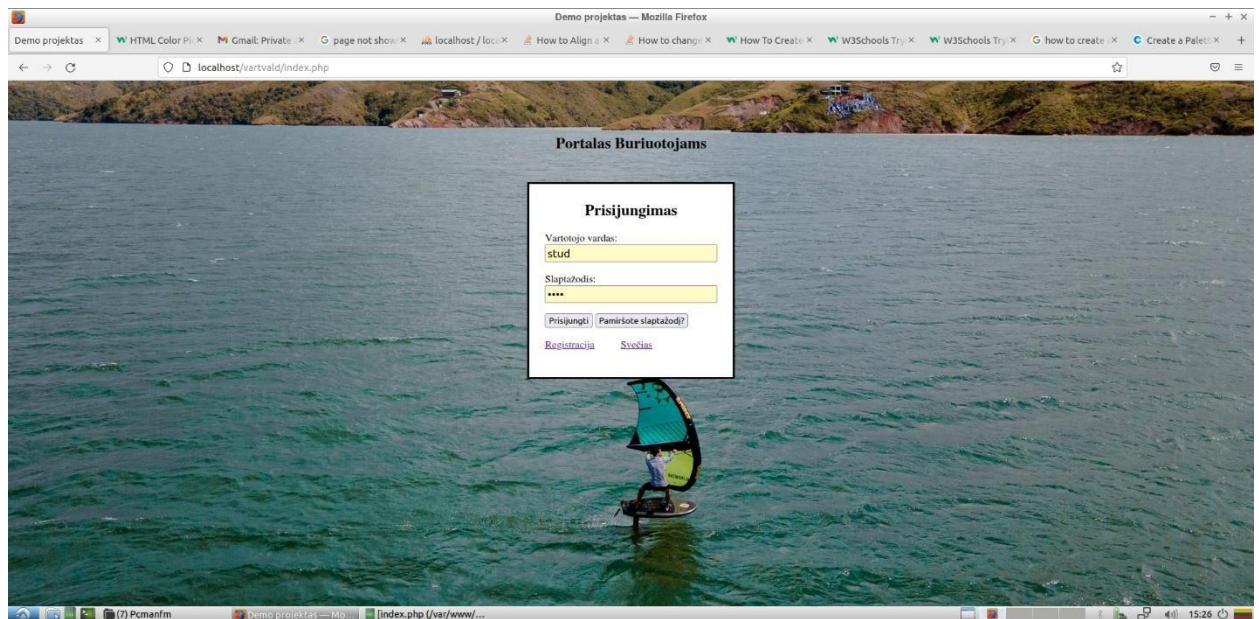 Demo projektas — Mozilla Firefox
Demo projektas
HTML Color Pic
Gmail: Private
page not show
localhost / loca
How to Align a
How to change
How To Create
W3Schools Try
W3Schools Try
how to create
Create a Palett
localhost/vartvald/index.php
Portalas Buriuotojams
Prisijungimas
Vartotojo vardas:
stud
Slaptažodis:
••••
Prisijungti Pamiršote slaptažodį?
Registracija Svečias
(7) Pcmanfm
Demo projektas — Mo...
[index.php (/var/www/...
15:26